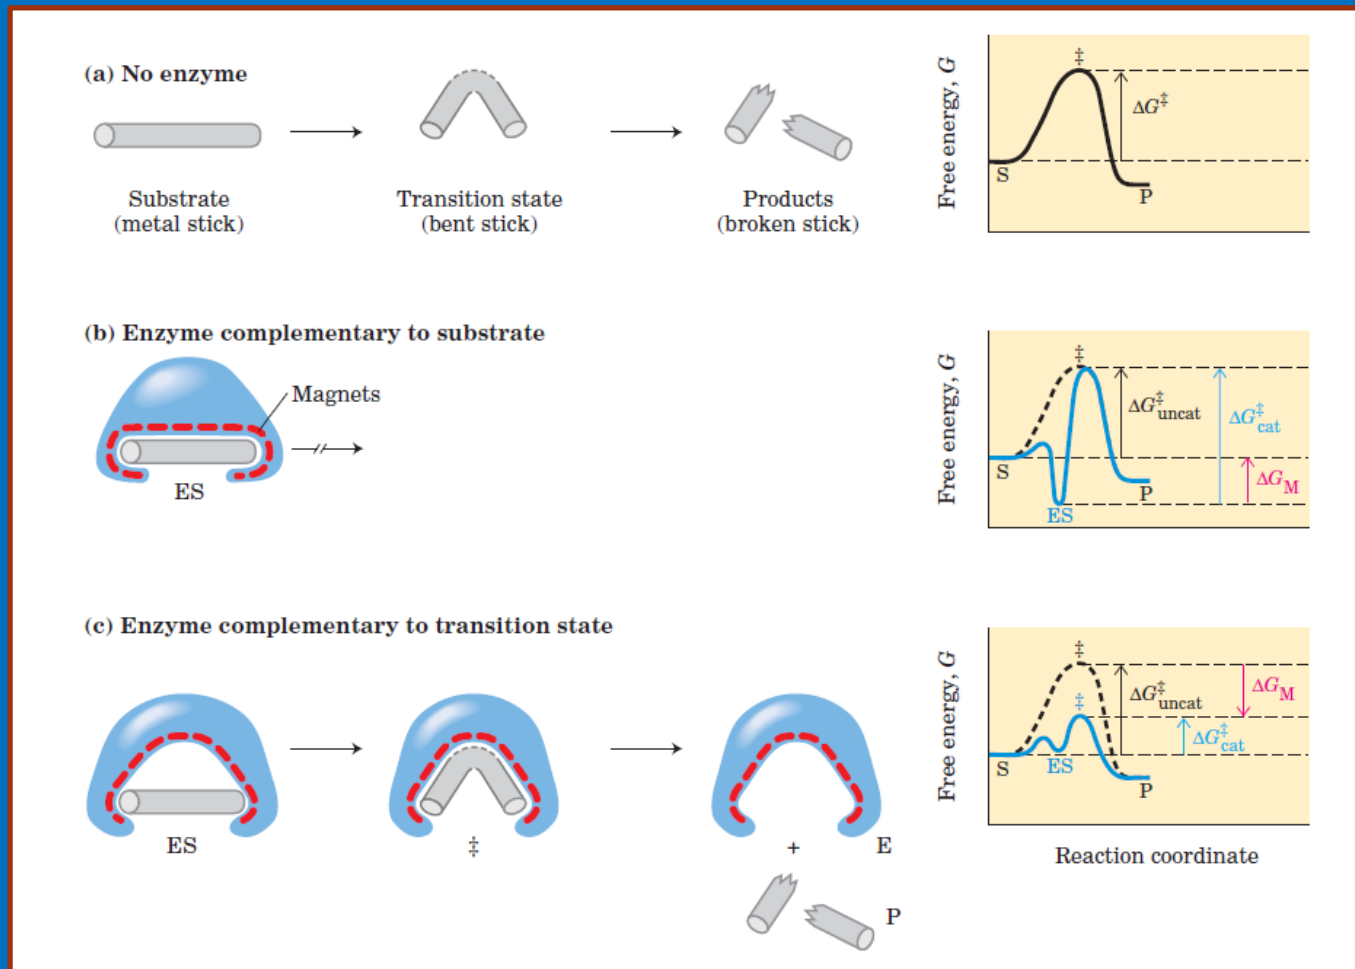 (a) No enzyme
Substrate
(metal stick)
Transition state
(bent stick)
Products
(broken stick)
Free energy, G
‡
ΔG‡
S
P
(b) Enzyme complementary to substrate
Magnets
ES
Free energy, G
‡
ΔG‡uncat
ΔG‡cat
ΔGM
S
P
ES
(c) Enzyme complementary to transition state
ES
‡
+
E
P
Free energy, G
‡
‡
ΔG‡uncat
ΔGM
ΔG‡cat
S
ES
P
Reaction coordinate